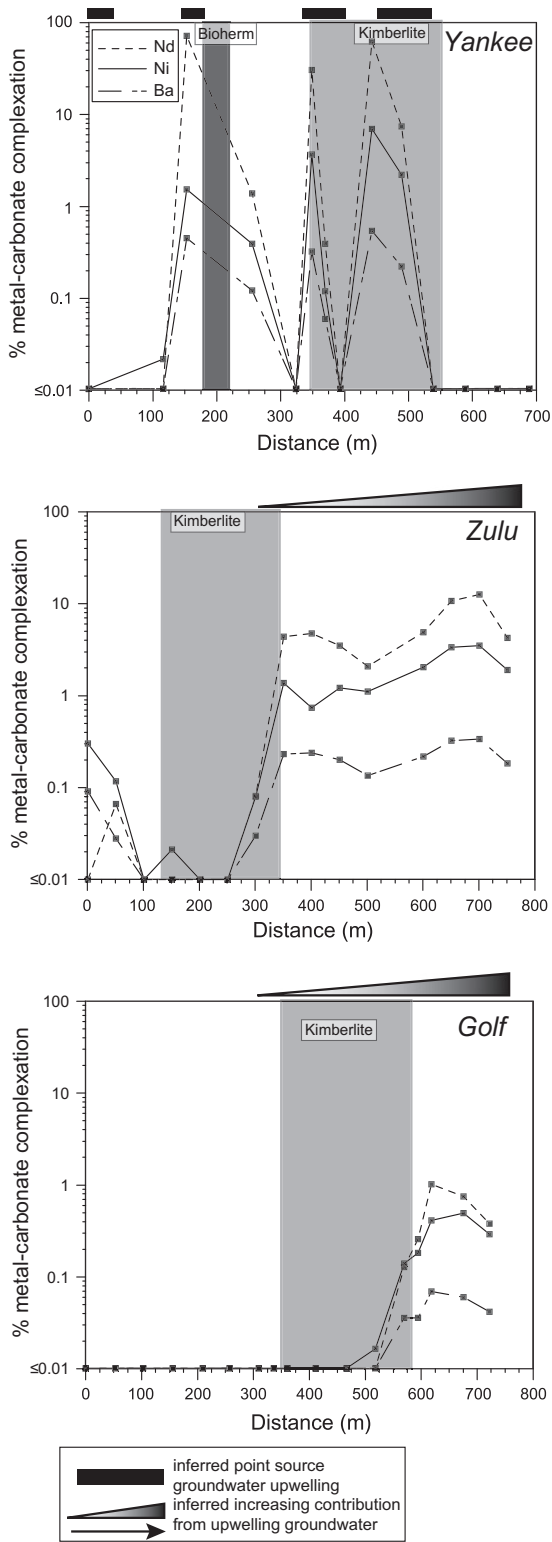 Bioherm
Kimberlite
Yankee
Nd
Ni
Ba
100
10
1
0.1
≤0.01
% metal-carbonate complexation
0 100 200 300 400 500 600 700
Distance (m)
Kimberlite
Zulu
100
10
1
0.1
≤0.01
% metal-carbonate complexation
0 100 200 300 400 500 600 700 800
Distance (m)
Kimberlite
Golf
100
10
1
0.1
≤0.01
% metal-carbonate complexation
0 100 200 300 400 500 600 700 800
Distance (m)
inferred point source
groundwater upwelling
inferred increasing contribution
from upwelling groundwater